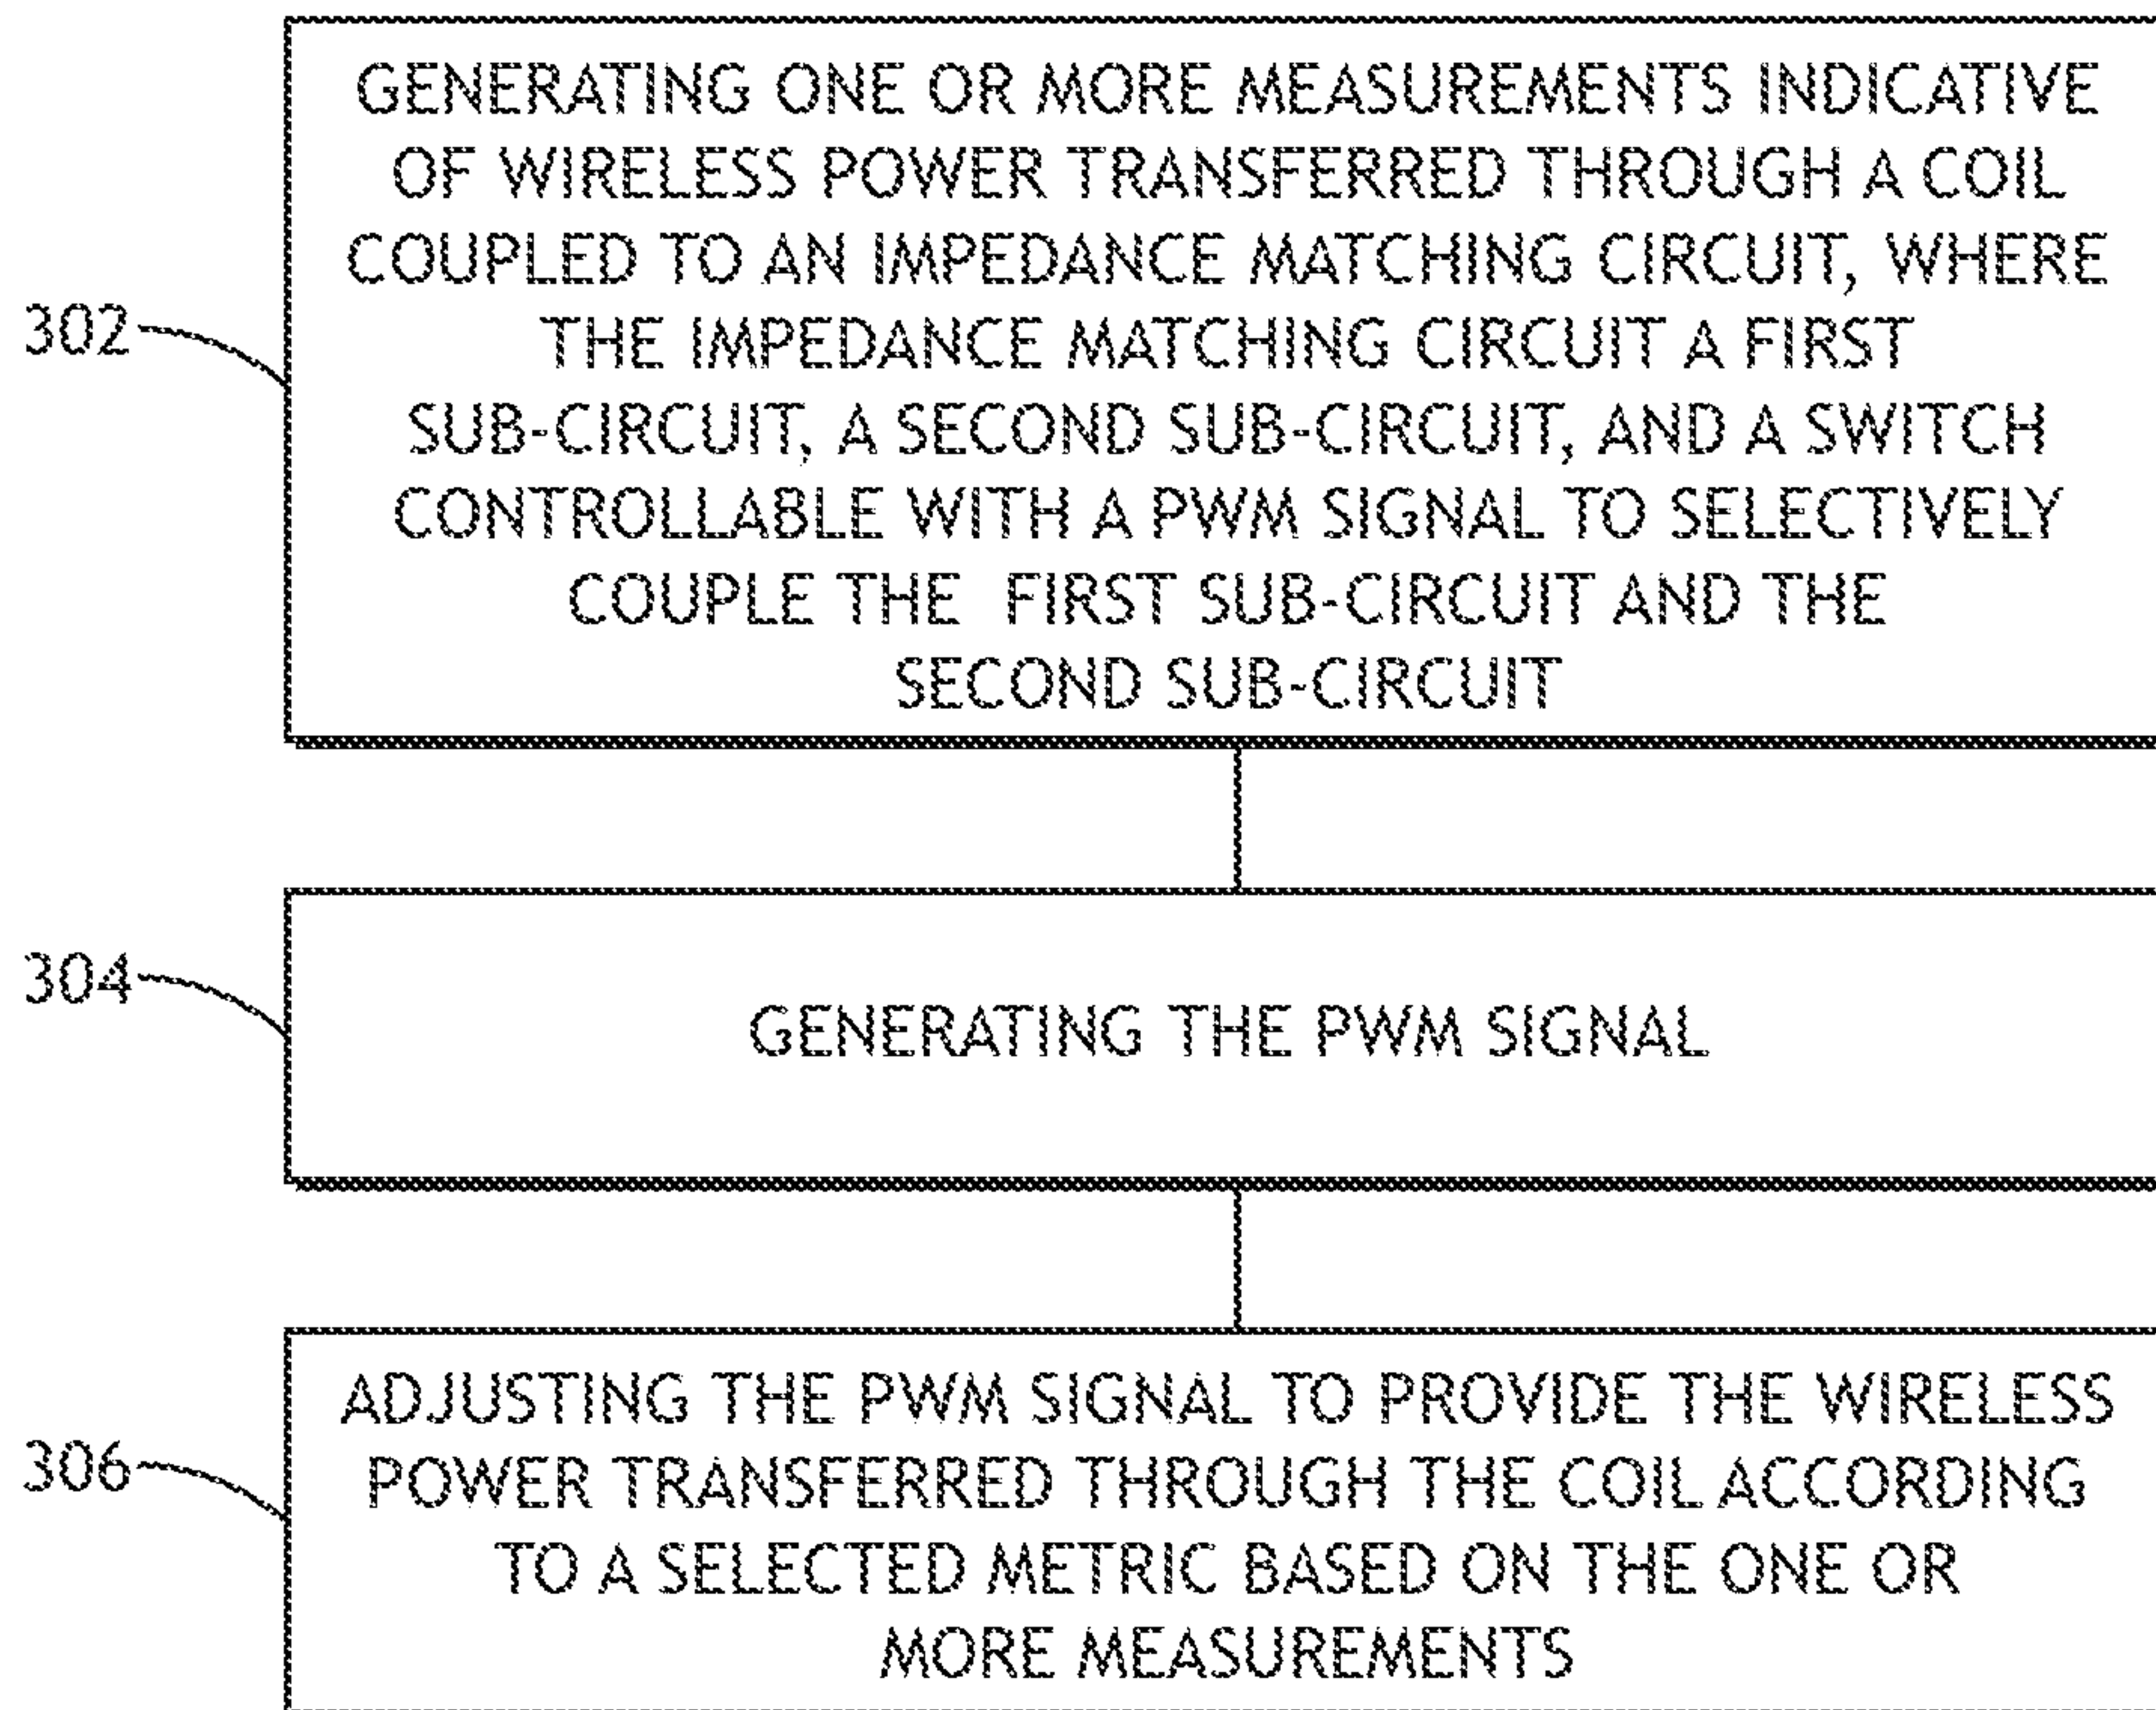 GENERATING ONE OR MORE MEASUREMENTS INDICATIVE
OF WIRELESS POWER TRANSFERRED THROUGH A COIL
COUPLED TO AN IMPEDANCE MATCHING CIRCUIT, WHERE
302
THE IMPEDANCE MATCHING CIRCUIT A FIRST
SUB-CIRCUIT, A SECOND SUB-CIRCUIT, AND A SWITCH
CONTROLLABLE WITH A PWM SIGNAL TO SELECTIVELY
COUPLE THE FIRST SUB-CIRCUIT AND THE
SECOND SUB-CIRCUIT
304
GENERATING THE PWM SIGNAL
ADJUSTING THE PWM SIGNAL TO PROVIDE THE WIRELESS
306
POWER TRANSFERRED THROUGH THE COIL ACCORDING
TO A SELECTED METRIC BASED ON THE ONE OR
MORE MEASUREMENTS